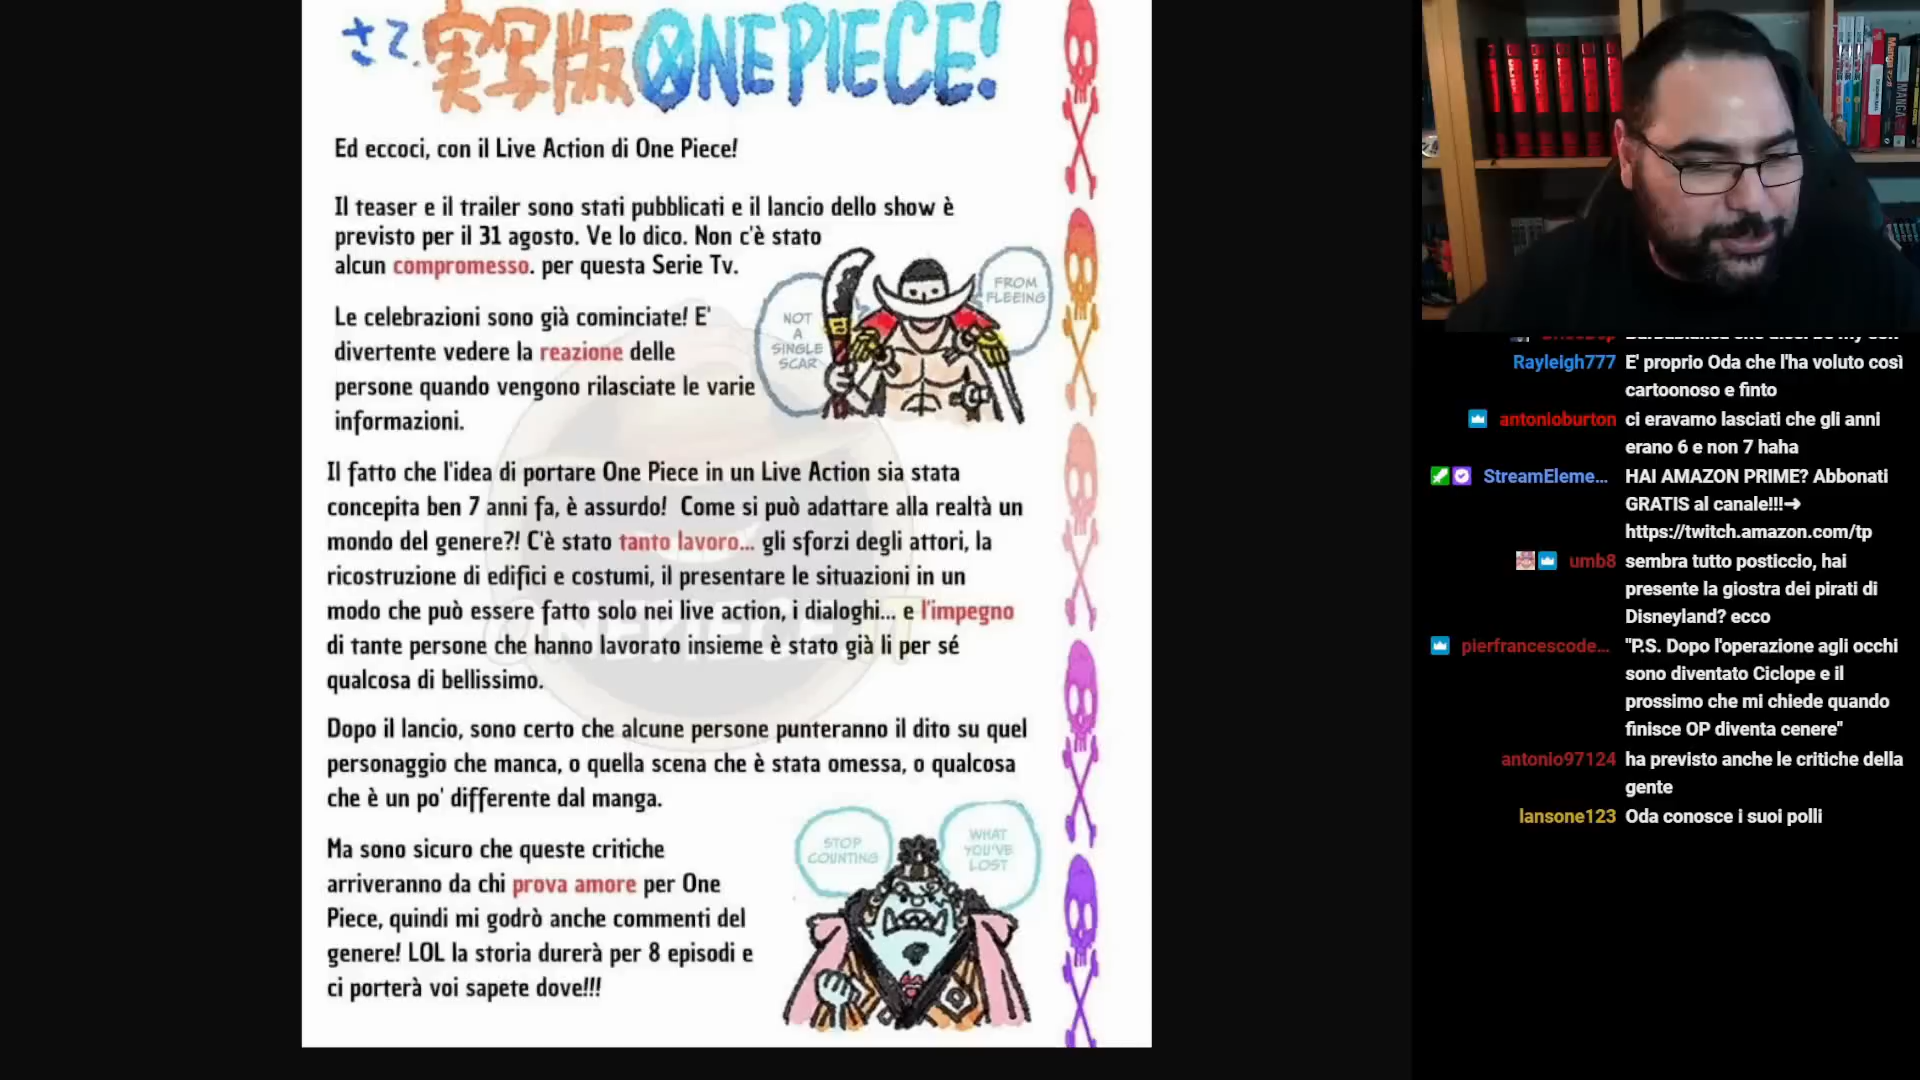 さて. 実写版 ONE PIECE!
Ed eccoci, con il Live Action di One Piece!
Il teaser e il trailer sono stati pubblicati e il lancio dello show è
previsto per il 31 agosto. Ve lo dico. Non c'è stato
alcun compromesso. per questa Serie Tv.
NOT
A
SINGLE
SCAR
FROM
FLEEING
Le celebrazioni sono già cominciate! E'
divertente vedere la reazione delle
persone quando vengono rilasciate le varie
informazioni.
Il fatto che l'idea di portare One Piece in un Live Action sia stata
concepita ben 7 anni fa, è assurdo! Come si può adattare alla realtà un
mondo del genere?! C'è stato tanto lavoro... gli sforzi degli attori, la
ricostruzione di edifici e costumi, il presentare le situazioni in un
modo che può essere fatto solo nei live action, i dialoghi... e l'impegno
di tante persone che hanno lavorato insieme è stato già li per sé
qualcosa di bellissimo.
Dopo il lancio, sono certo che alcune persone punteranno il dito su quel
personaggio che manca, o quella scena che è stata omessa, o qualcosa
che è un po' differente dal manga.
Ma sono sicuro che queste critiche
arriveranno da chi prova amore per One
Piece, quindi mi godrò anche commenti del
genere! LOL la storia durerà per 8 episodi e
ci porterà voi sapete dove!!!
STOP
COUNTING
WHAT
YOU'VE
LOST
MANGA
Rayleigh777 E' proprio Oda che l'ha voluto così
cartoonoso e finto
antonioburton ci eravamo lasciati che gli anni
erano 6 e non 7 haha
StreamEleme... HAI AMAZON PRIME? Abbonati
GRATIS al canale!!!➜
https://twitch.amazon.com/tp
umb8 sembra tutto posticcio, hai
presente la giostra dei pirati di
Disneyland? ecco
pierfrancescode... "P.S. Dopo l'operazione agli occhi
sono diventato Ciclope e il
prossimo che mi chiede quando
finisce OP diventa cenere"
antonio97124 ha previsto anche le critiche della
gente
lansone123 Oda conosce i suoi polli